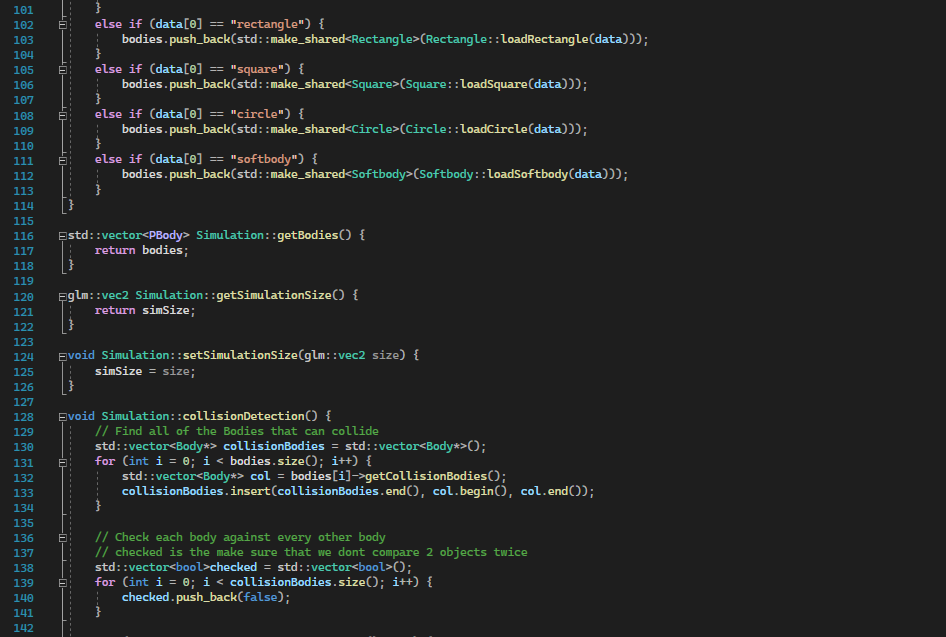 101 }
102 else if (data[0] == "rectangle") {
103 bodies.push_back(std::make_shared<Rectangle>(Rectangle::loadRectangle(data)));
104 }
105 else if (data[0] == "square") {
106 bodies.push_back(std::make_shared<Square>(Square::loadSquare(data)));
107 }
108 else if (data[0] == "circle") {
109 bodies.push_back(std::make_shared<Circle>(Circle::loadCircle(data)));
110 }
111 else if (data[0] == "softbody") {
112 bodies.push_back(std::make_shared<Softbody>(Softbody::loadSoftbody(data)));
113 }
114 }
115
116 std::vector<PBody> Simulation::getBodies() {
117 return bodies;
118 }
119
120 glm::vec2 Simulation::getSimulationSize() {
121 return simSize;
122 }
123
124 void Simulation::setSimulationSize(glm::vec2 size) {
125 simSize = size;
126 }
127
128 void Simulation::collisionDetection() {
129 // Find all of the Bodies that can collide
130 std::vector<Body*> collisionBodies = std::vector<Body*>();
131 for (int i = 0; i < bodies.size(); i++) {
132 std::vector<Body*> col = bodies[i]->getCollisionBodies();
133 collisionBodies.insert(collisionBodies.end(), col.begin(), col.end());
134 }
135
136 // Check each body against every other body
137 // checked is the make sure that we dont compare 2 objects twice
138 std::vector<bool>checked = std::vector<bool>();
139 for (int i = 0; i < collisionBodies.size(); i++) {
140 checked.push_back(false);
141 }
142